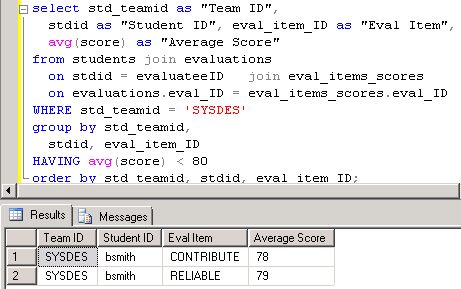 select std_teamid as "Team ID",
stdid as "Student ID", eval_item_ID as "Eval Item",
avg(score) as "Average Score"
from students join evaluations
on stdid = evaluateeID join eval_items_scores
on evaluations.eval_ID = eval_items_scores.eval_ID
WHERE std_teamid = 'SYSDES'
group by std_teamid,
stdid, eval_item_ID
HAVING avg(score) < 80
order by std_teamid, stdid, eval_item_ID;
Results Messages
Team ID Student ID Eval Item Average Score
1 SYSDES bsmith CONTRIBUTE 78
2 SYSDES bsmith RELIABLE 79